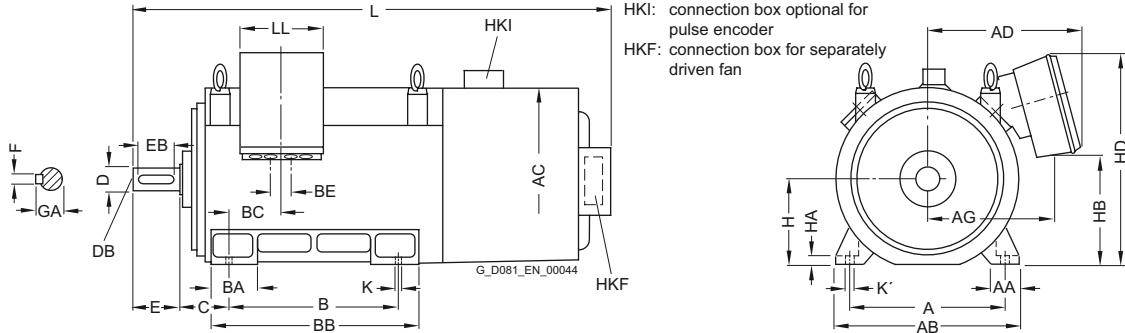 L
LL
HKI
HKI: connection box optional for
pulse encoder
HKF: connection box for separately
driven fan
AD
F
EB
D
GA
DB
BC
BE
AC
H
HA
AG
HB
HD
G_D081_EN_00044
HKF
E
C
BA
B
K
BB
K´
AA
A
AB